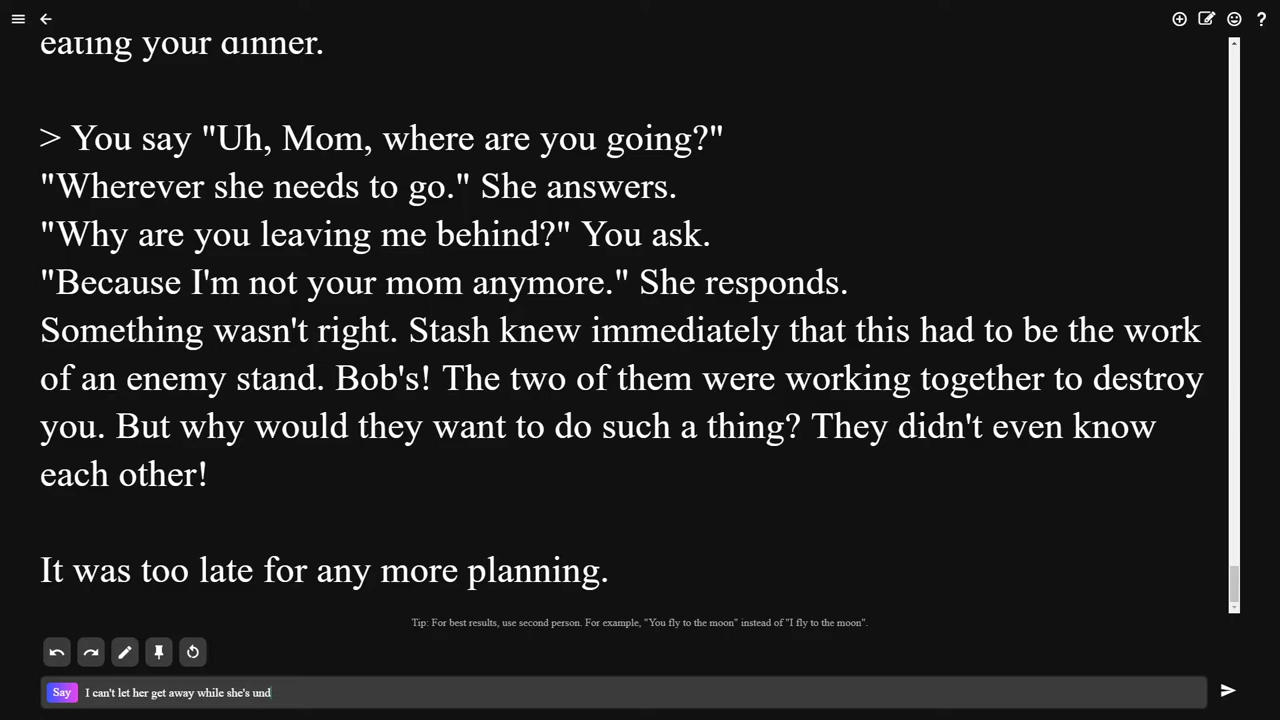 eating your dinner.
> You say "Uh, Mom, where are you going?"
"Wherever she needs to go." She answers.
"Why are you leaving me behind?" You ask.
"Because I'm not your mom anymore." She responds.
Something wasn't right. Stash knew immediately that this had to be the work
of an enemy stand. Bob's! The two of them were working together to destroy
you. But why would they want to do such a thing? They didn't even know
each other!
It was too late for any more planning.
Tip: For best results, use second person. For example, "You fly to the moon" instead of "I fly to the moon".
Say I can't let her get away while she's und